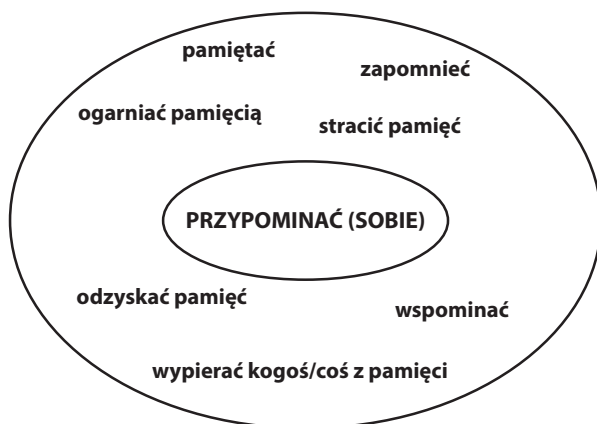 pamiętać
zapomnieć
ogarniać pamięcią
stracić pamięć
PRZYPOMINAĆ (SOBIE)
odzyskać pamięć
wspominać
wypierać kogoś/coś z pamięci